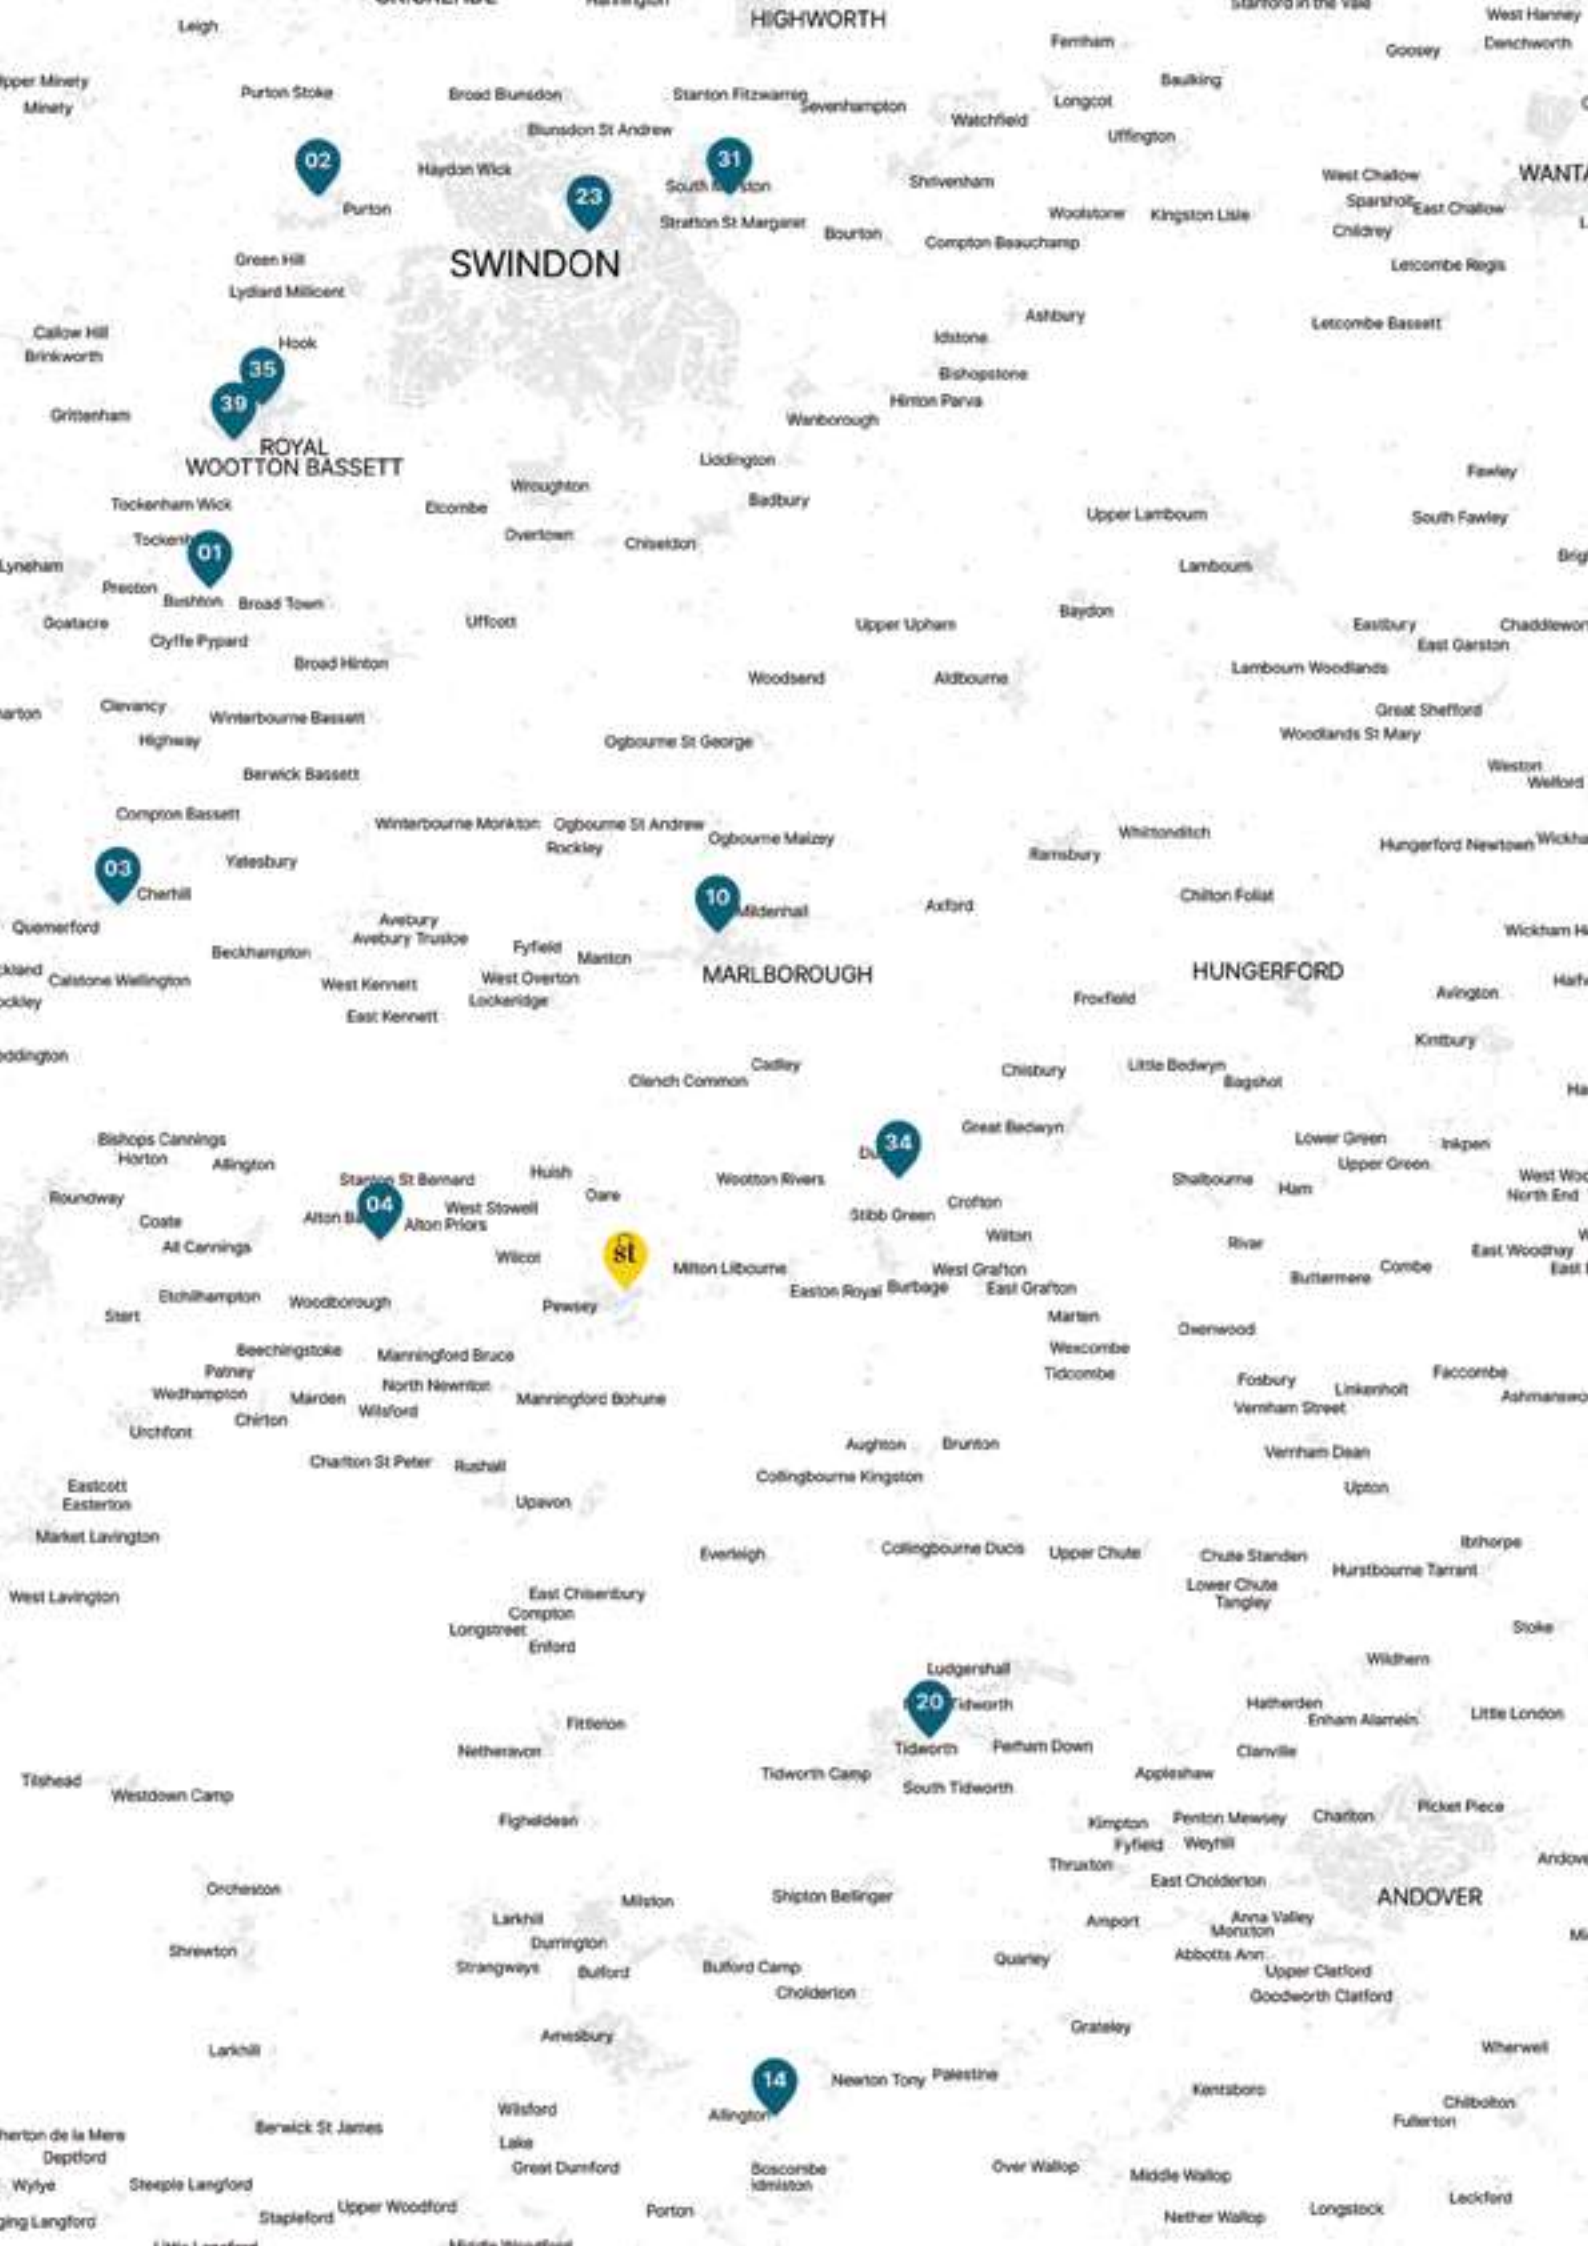 Leigh
HIGHWORTH
Stanford in the Vale
West Hanney
Fernham
Goosey
Denchworth
Upper Minety
Minety
Purton Stoke
Broad Blunsdon
Stanton Fitzwarren
Sevenhampton
Longcot
Baulking
Watchfield
Uffington
Blunsdon St Andrew
02
Haydon Wick
31
23
South
Shrivenham
West Challow
WANTA
Purton
Stratton St Margaret
Bourton
Woolstone
Kingston Lisle
Sparsholt
East Challow
Childrey
Compton Beauchamp
SWINDON
Green Hill
Letcombe Regis
Lydiard Millicent
Callow Hill
Brinkworth
Hook
Idstone
Ashbury
Letcombe Bassett
35
39
Bishopstone
Hinton Parva
Grittenham
Wanborough
ROYAL
WOOTTON BASSETT
Liddington
Fawley
Wroughton
Badbury
Tockenham Wick
Elcombe
Upper Lambourn
South Fawley
01
Overtown
Chiseldon
Lyneham
Lambourn
Preston
Bushton
Broad Town
Baydon
Goatacre
Uffcott
Upper Upham
Eastbury
Clyffe Pypard
East Garston
Broad Hinton
Woodsend
Aldbourne
Lambourn Woodlands
Clevancy
Winterbourne Bassett
Great Shefford
Highway
Ogbourne St George
Woodlands St Mary
Berwick Bassett
Weston
Welford
Compton Bassett
Winterbourne Monkton
Ogbourne St Andrew
Ogbourne Maizey
Whittonditch
Rockley
Ramsbury
Hungerford Newtown
03
Yatesbury
Cherhill
10
Mildenhall
Axford
Chilton Foliat
Quemerford
Avebury
Avebury Trusloe
Beckhampton
Fyfield
Manton
MARLBOROUGH
HUNGERFORD
Calstone Wellington
West Kennett
West Overton
Lockeridge
East Kennett
Froxfield
Avington
Kintbury
Cadley
Clench Common
Chisbury
Little Bedwyn
Bagshot
34
Great Bedwyn
Lower Green
Inkpen
Upper Green
Bishops Cannings
Horton
Allington
Stanton St Bernard
Huish
Wootton Rivers
Shalbourne
Ham
North End
Roundway
04
West Stowell
Oare
Coate
Alton Priors
Stibb Green
Crofton
All Cannings
st
Wilcot
Wilton
Rivar
East Woodhay
Milton Lilbourne
West Grafton
Buttermere
Combe
Easton Royal
Burbage
East Grafton
Etchilhampton
Woodborough
Pewsey
Stert
Marten
Oxenwood
Beechingstoke
Manningford Bruce
Wexcombe
Patney
Tidcombe
Wedhampton
Marden
North Newnton
Manningford Bohune
Fosbury
Linkenholt
Faccombe
Wilsford
Vernham Street
Chirton
Urchfont
Aughton
Brunton
Charlton St Peter
Rushall
Vernham Dean
Collingbourne Kingston
Eastcott
Easterton
Upavon
Upton
Market Lavington
Everleigh
Collingbourne Ducis
Upper Chute
Chute Standen
Ibthorpe
Hurstbourne Tarrant
West Lavington
East Chisenbury
Compton
Longstreet
Enford
Lower Chute
Tangley
Stoke
Wildhern
Ludgershall
20
Tidworth
Hatherden
Enham Alamein
Little London
Fittleton
Netheravon
Tidworth
Perham Down
Clanville
Tilshead
Westdown Camp
Tidworth Camp
South Tidworth
Appleshaw
Figheldean
Kimpton
Penton Mewsey
Charlton
Picket Piece
Fyfield
Weyhill
Thruxton
East Cholderton
Orcheston
Milston
Shipton Bellinger
ANDOVER
Larkhill
Amport
Anna Valley
Monxton
Durrington
Shrewton
Strangways
Bulford
Bulford Camp
Quarley
Abbotts Ann
Upper Clatford
Cholderton
Goodworth Clatford
Grateley
Amesbury
Larkhill
Wherwell
14
Newton Tony
Palestine
Kentsboro
Chilbolton
Wilsford
Allington
Fullerton
Berwick St James
Deptford
Lake
Great Durnford
Boscombe
Idmiston
Over Wallop
Middle Wallop
Wylye
Steeple Langford
Upper Woodford
Porton
Stapleford
Nether Wallop
Longstock
Leckford